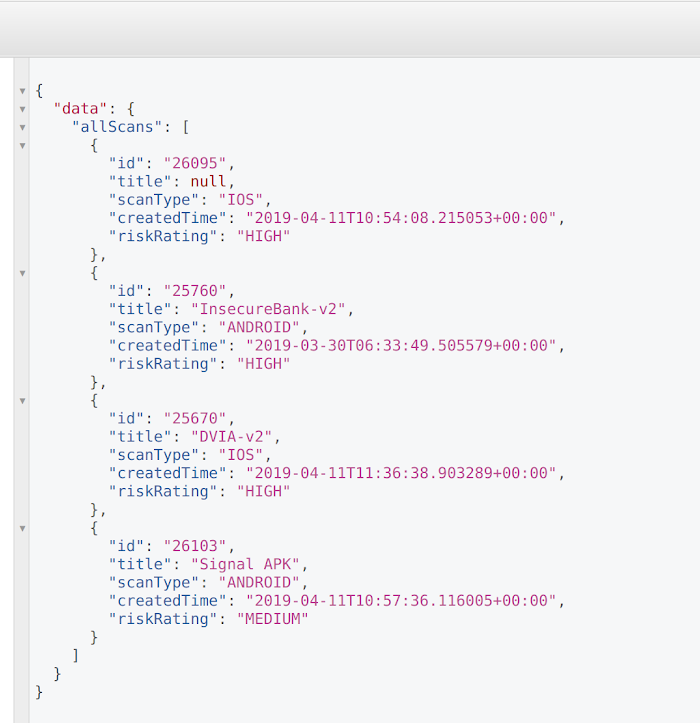 {
"data": {
"allScans": [
{
"id": "26095",
"title": null,
"scanType": "IOS",
"createdTime": "2019-04-11T10:54:08.215053+00:00",
"riskRating": "HIGH"
},
{
"id": "25760",
"title": "InsecureBank-v2",
"scanType": "ANDROID",
"createdTime": "2019-03-30T06:33:49.505579+00:00",
"riskRating": "HIGH"
},
{
"id": "25670",
"title": "DVIA-v2",
"scanType": "IOS",
"createdTime": "2019-04-11T11:36:38.903289+00:00",
"riskRating": "HIGH"
},
{
"id": "26103",
"title": "Signal APK",
"scanType": "ANDROID",
"createdTime": "2019-04-11T10:57:36.116005+00:00",
"riskRating": "MEDIUM"
}
]
}
}